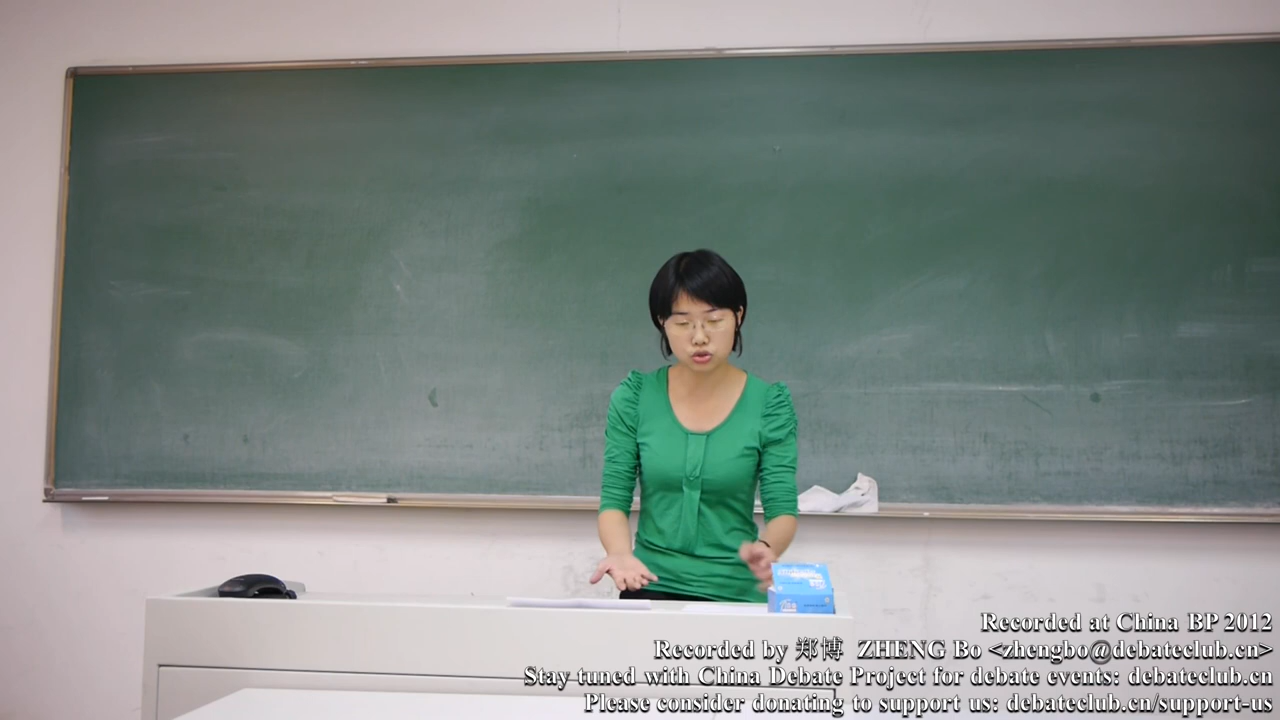 Recorded at China BP 2012
Recorded by 郑博 ZHENG Bo <zhengbo@debateclub.cn>
Stay tuned with China Debate Project for debate events: debateclub.cn
Please consider donating to support us: debateclub.cn/support-us